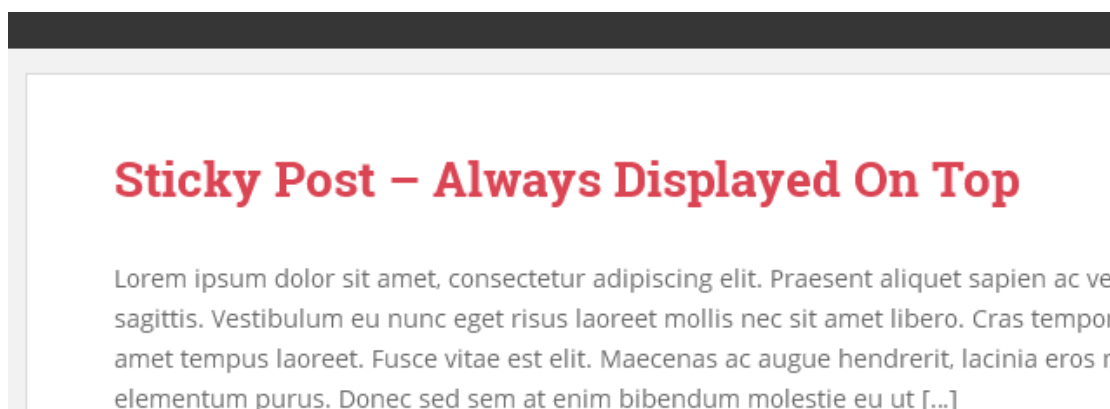 Sticky Post – Always Displayed On Top
Lorem ipsum dolor sit amet, consectetur adipiscing elit. Praesent aliquet sapien ac
sagittis. Vestibulum eu nunc eget risus laoreet mollis nec sit amet libero. Cras
amet tempus laoreet. Fusce vitae est elit. Maecenas ac augue hendrerit, lacinia eros
elementum purus. Donec sed sem at enim bibendum molestie eu ut [...]